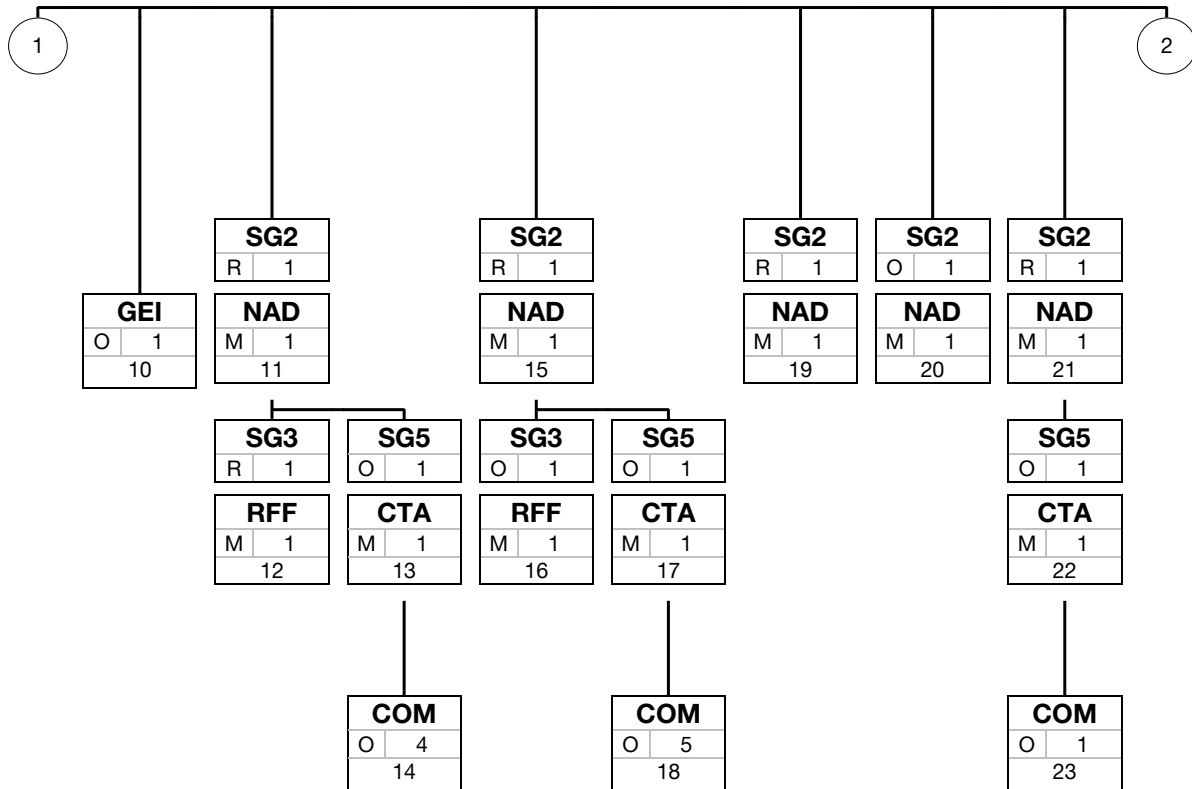 1
2
SG2
R 1
SG2
R 1
SG2
R 1
SG2
O 1
SG2
R 1
GEI
O 1
10
NAD
M 1
11
NAD
M 1
15
NAD
M 1
19
NAD
M 1
20
NAD
M 1
21
SG3
R 1
SG5
O 1
SG3
O 1
SG5
O 1
SG5
O 1
RFF
M 1
12
CTA
M 1
13
RFF
M 1
16
CTA
M 1
17
CTA
M 1
22
COM
O 4
14
COM
O 5
18
COM
O 1
23